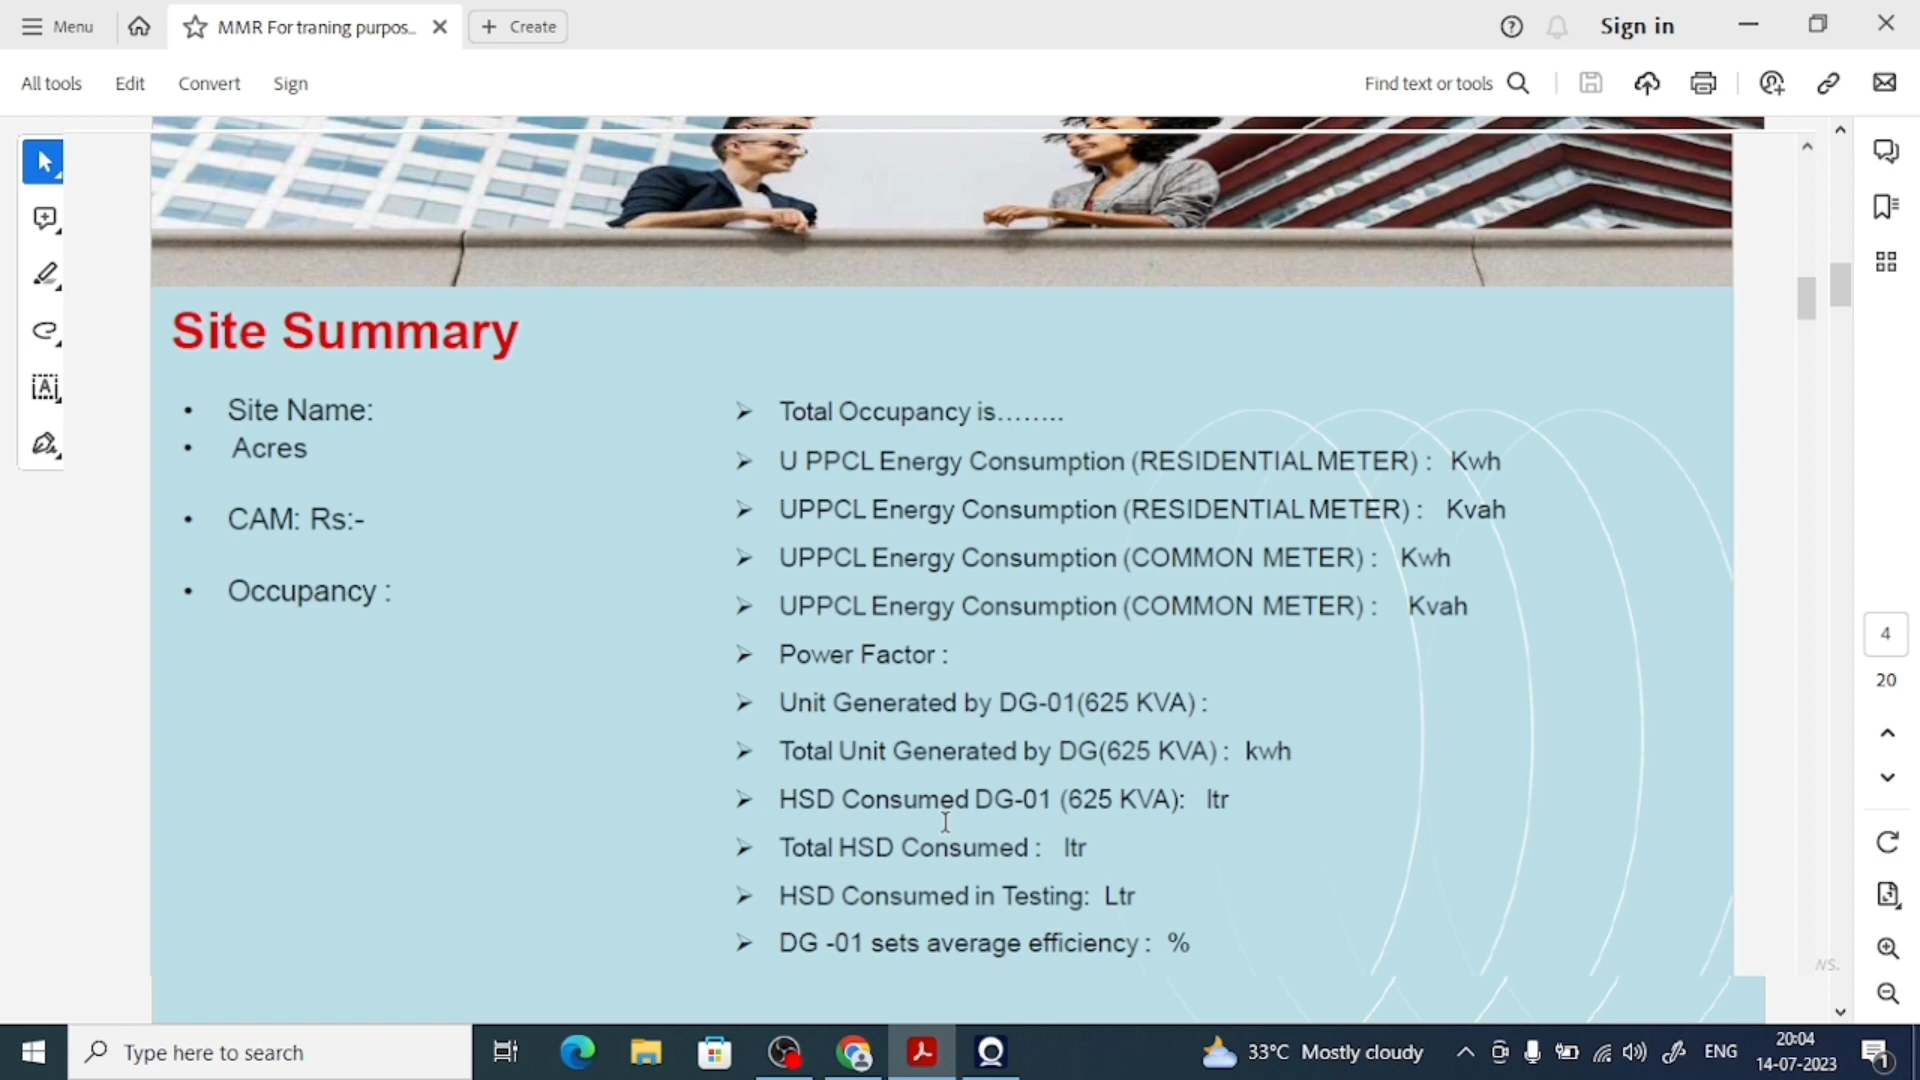 Menu
MMR For traning purpos...
Create
Sign in
All tools
Edit
Convert
Sign
Find text or tools
Site Summary
• Site Name:
• Acres
• CAM: Rs:-
• Occupancy :
➢ Total Occupancy is........
➢ U PPCL Energy Consumption (RESIDENTIAL METER) : Kwh
➢ UPPCL Energy Consumption (RESIDENTIAL METER) : Kvah
➢ UPPCL Energy Consumption (COMMON METER) : Kwh
➢ UPPCL Energy Consumption (COMMON METER) : Kvah
➢ Power Factor :
➢ Unit Generated by DG-01(625 KVA) :
➢ Total Unit Generated by DG(625 KVA) : kwh
➢ HSD Consumed DG-01 (625 KVA): ltr
➢ Total HSD Consumed : ltr
➢ HSD Consumed in Testing: Ltr
➢ DG -01 sets average efficiency : %
4
20
Type here to search
33°C Mostly cloudy
ENG
20:04
14-07-2023
1